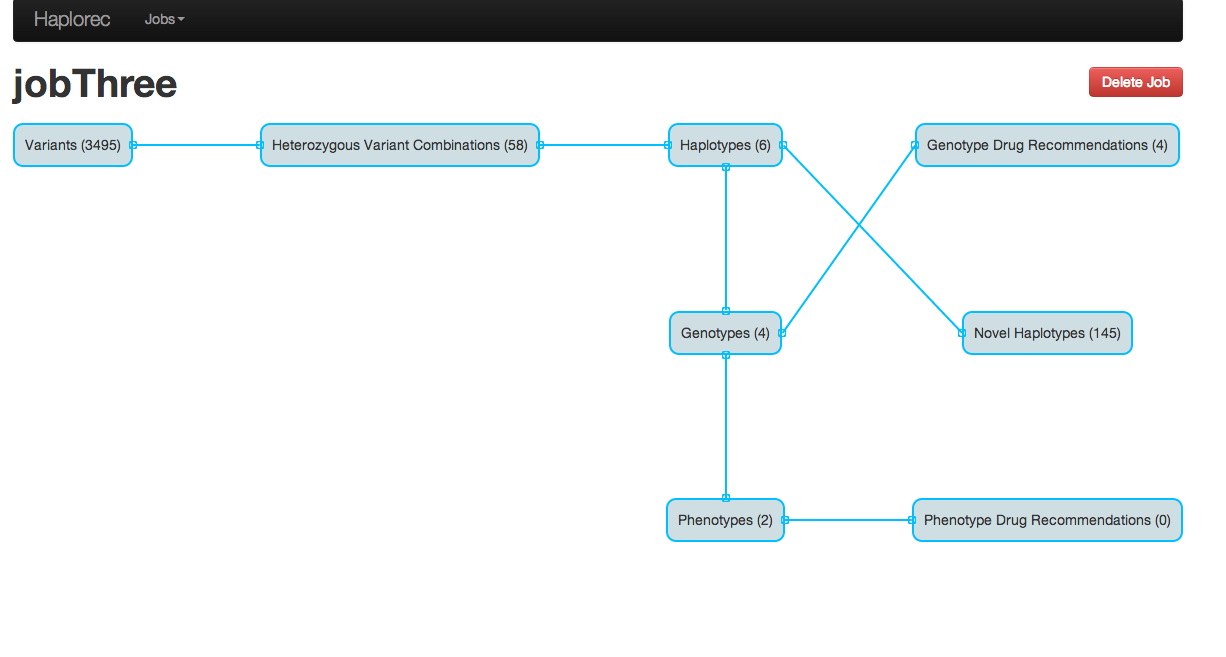 Haplorec Jobs
jobThree
Delete Job
Variants (3495)
Heterozygous Variant Combinations (58)
Haplotypes (6)
Genotype Drug Recommendations (4)
Genotypes (4)
Novel Haplotypes (145)
Phenotypes (2)
Phenotype Drug Recommendations (0)